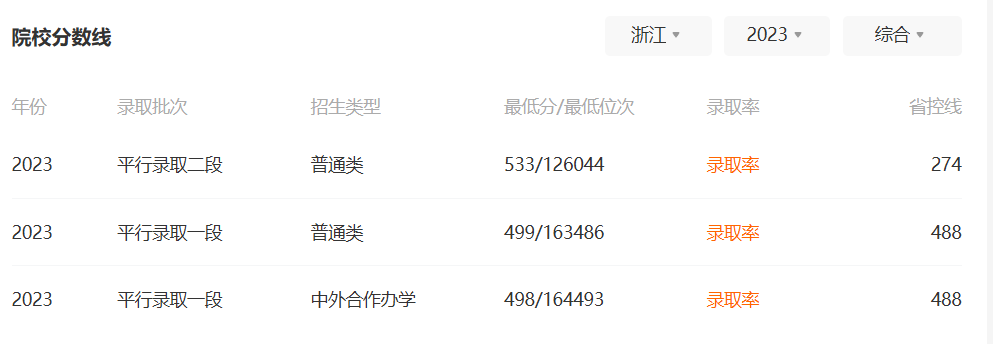 院校分数线 浙江 2023 综合
年份 录取批次 招生类型 最低分/最低位次 录取率 省控线
2023 平行录取二段 普通类 533/126044 录取率 274
2023 平行录取一段 普通类 499/163486 录取率 488
2023 平行录取一段 中外合作办学 498/164493 录取率 488